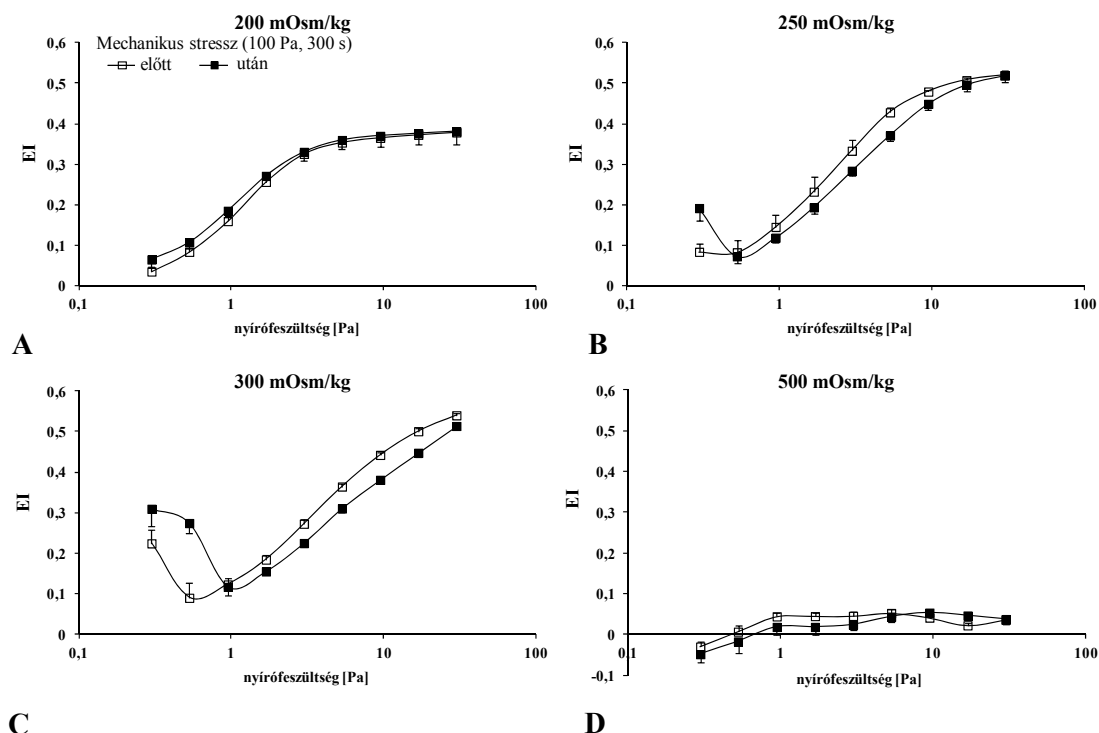 200 mOsm/kg
Mechanikus stressz (100 Pa, 300 s)
előtt
után
0,6
0,5
0,4
0,3
0,2
0,1
0
EI
0,1
1
10
100
nyírófeszültség [Pa]
A
250 mOsm/kg
0,6
0,5
0,4
0,3
0,2
0,1
0
EI
0,1
1
10
100
nyírófeszültség [Pa]
B
300 mOsm/kg
0,6
0,5
0,4
0,3
0,2
0,1
0
EI
0,1
1
10
100
nyírófeszültség [Pa]
C
500 mOsm/kg
0,6
0,5
0,4
0,3
0,2
0,1
0
-0,1
EI
0,1
1
10
100
nyírófeszültség [Pa]
D